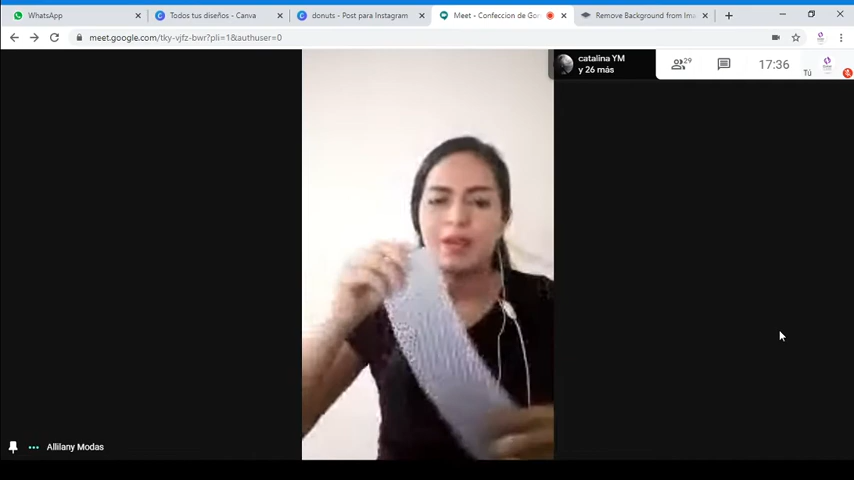 WhatsApp
Todos tus diseños - Canva
donuts - Post para Instagram
Meet - Confeccion de Gor
Remove Background from Ima
meet.google.com/tky-vjfz-bwr?pli=1&authuser=0
catalina YM
y 26 más
29
17:36
Tú
Allilany Modas